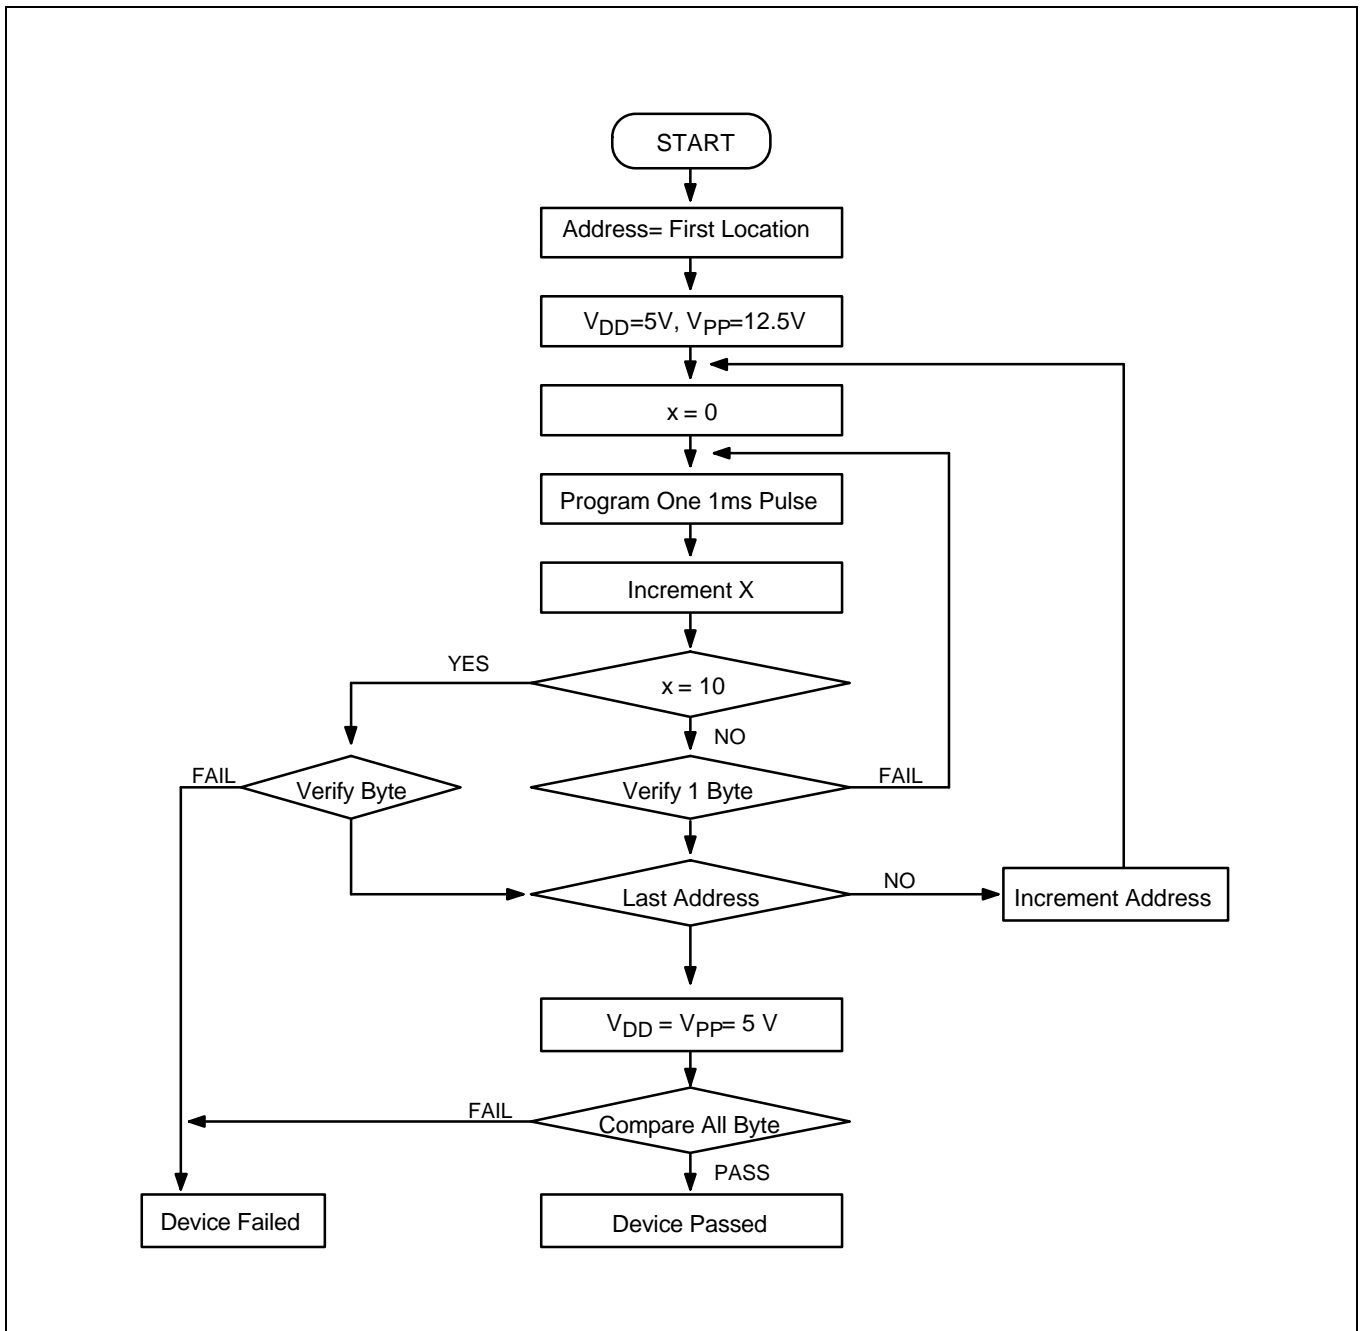 START
Address= First Location
VDD=5V, VPP=12.5V
x = 0
Program One 1ms Pulse
Increment X
YES
x = 10
NO
FAIL
Verify Byte
Verify 1 Byte
FAIL
Last Address
NO
Increment Address
VDD = VPP= 5 V
FAIL
Compare All Byte
PASS
Device Failed
Device Passed